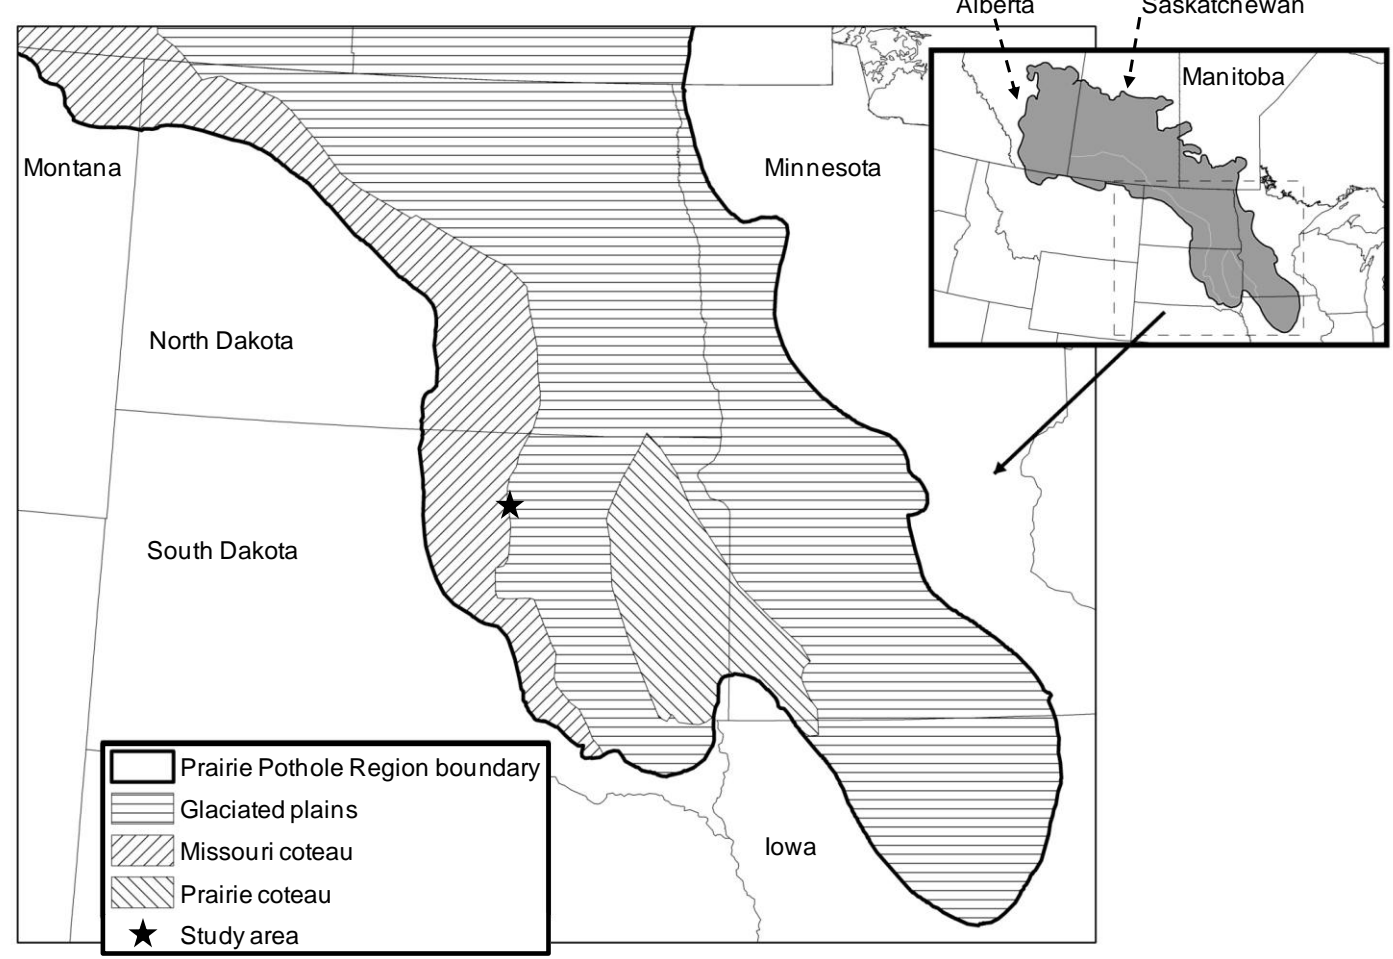 Alberta
Saskatchewan
Manitoba
Montana
Minnesota
North Dakota
South Dakota
Iowa
Prairie Pothole Region boundary
Glaciated plains
Missouri coteau
Prairie coteau
Study area